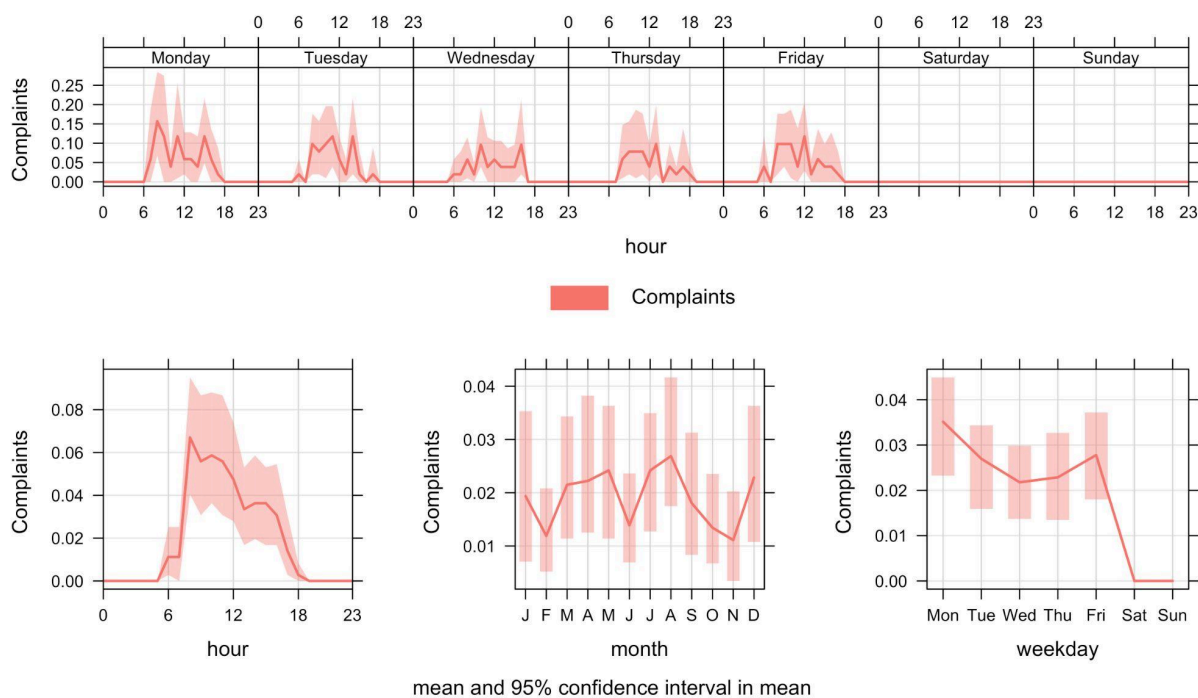 0 6 12 18 23 0 6 12 18 23 0 6 12 18 23
Monday Tuesday Wednesday Thursday Friday Saturday Sunday
Complaints
0.25
0.20
0.15
0.10
0.05
0.00
0 6 12 18 23 0 6 12 18 23 0 6 12 18 23 0 6 12 18 23
hour
Complaints
Complaints
0.08
0.06
0.04
0.02
0.00
0 6 12 18 23
hour
Complaints
0.04
0.03
0.02
0.01
J F M A M J J A S O N D
month
Complaints
0.04
0.03
0.02
0.01
0.00
Mon Tue Wed Thu Fri Sat Sun
weekday
mean and 95% confidence interval in mean